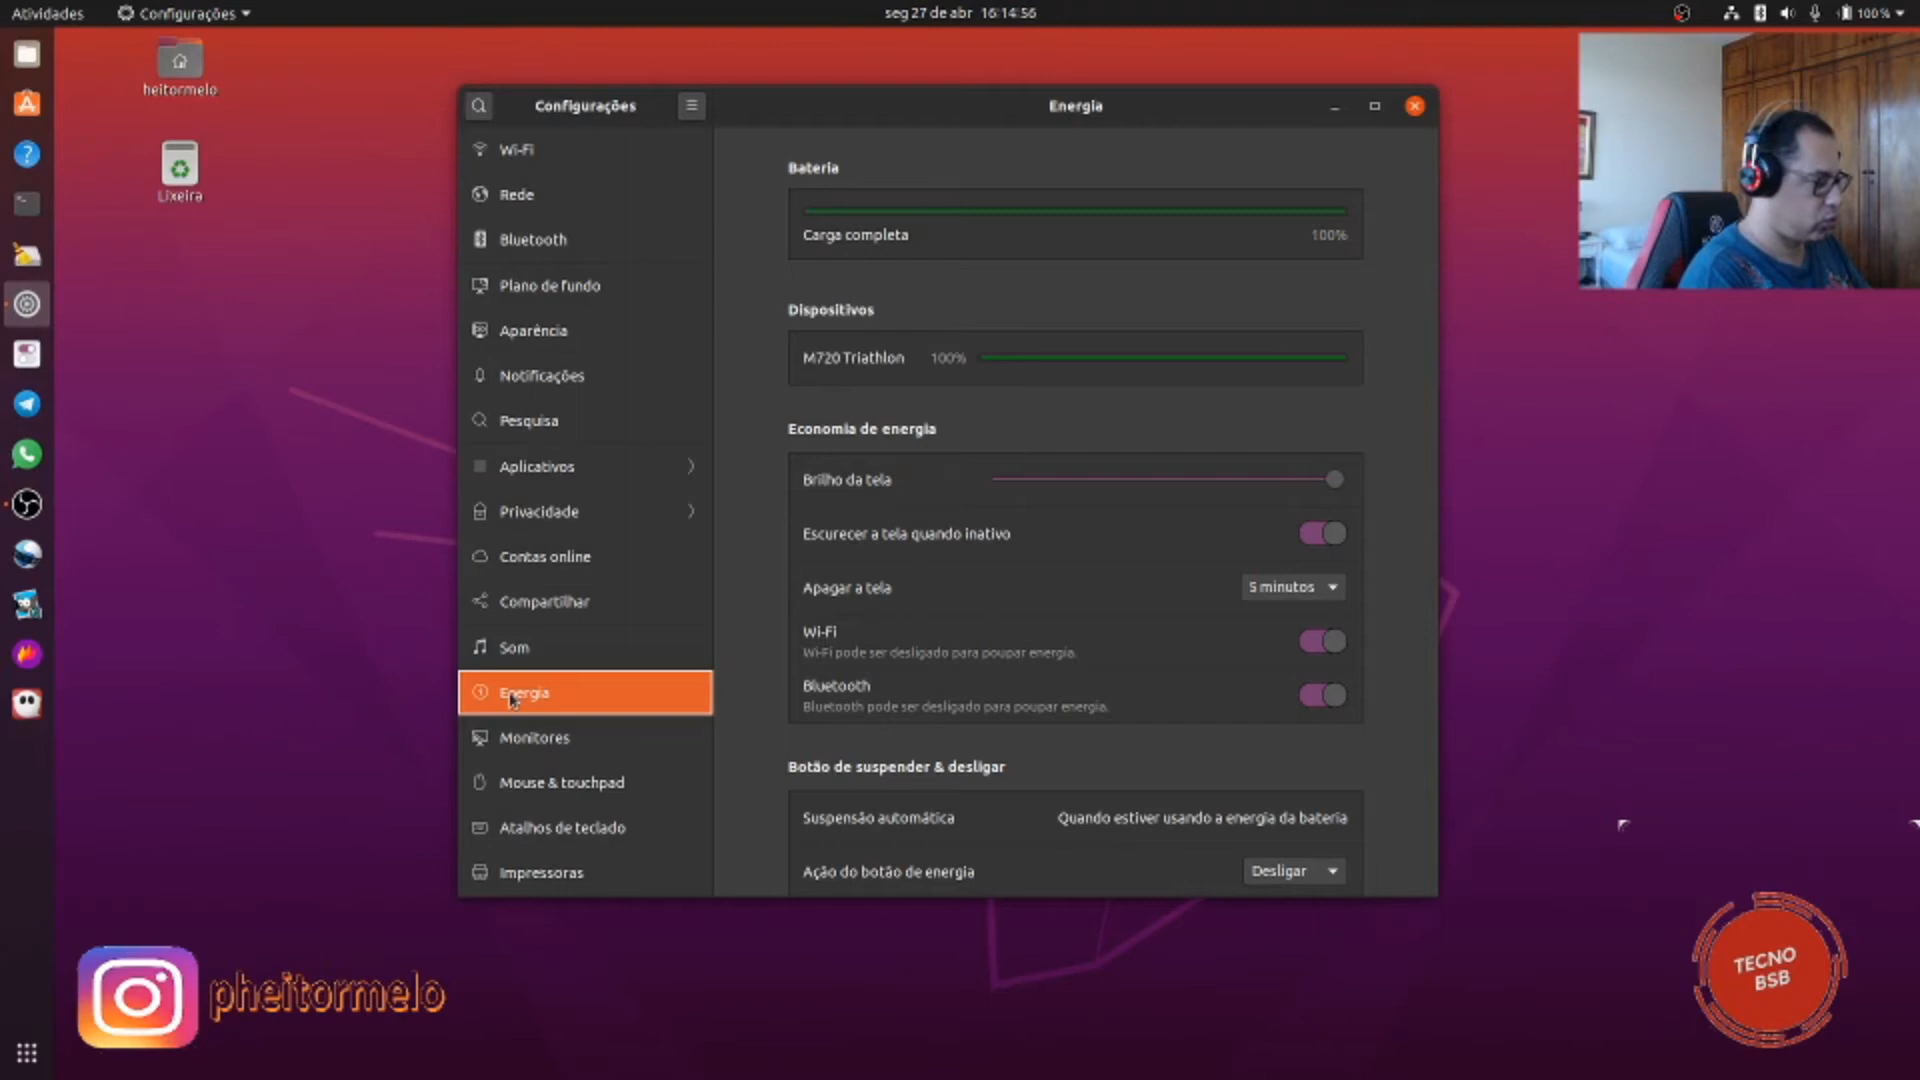 Atividades
Configurações
seg 27 de abr 16:14:56
100%
heitormelo
Lixeira
Configurações
Energia
Wi-Fi
Rede
Bluetooth
Plano de fundo
Aparência
Notificações
Pesquisa
Aplicativos
Privacidade
Contas online
Compartilhar
Som
Energia
Monitores
Mouse & touchpad
Atalhos de teclado
Impressoras
Bateria
Carga completa 100%
Dispositivos
M720 Triathlon 100%
Economia de energia
Brilho da tela
Escurecer a tela quando inativo
Apagar a tela 5 minutos
Wi-Fi
Wi-Fi pode ser desligado para poupar energia.
Bluetooth
Bluetooth pode ser desligado para poupar energia.
Botão de suspender & desligar
Suspensão automática Quando estiver usando a energia da bateria
Ação do botão de energia Desligar
pheitormelo
TECNO
BSB